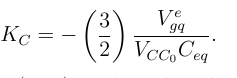 K_C = - \left( \frac{3}{2} \right) \frac{V_{gq}^{e}}{V_{CC_0} C_{eq}}.